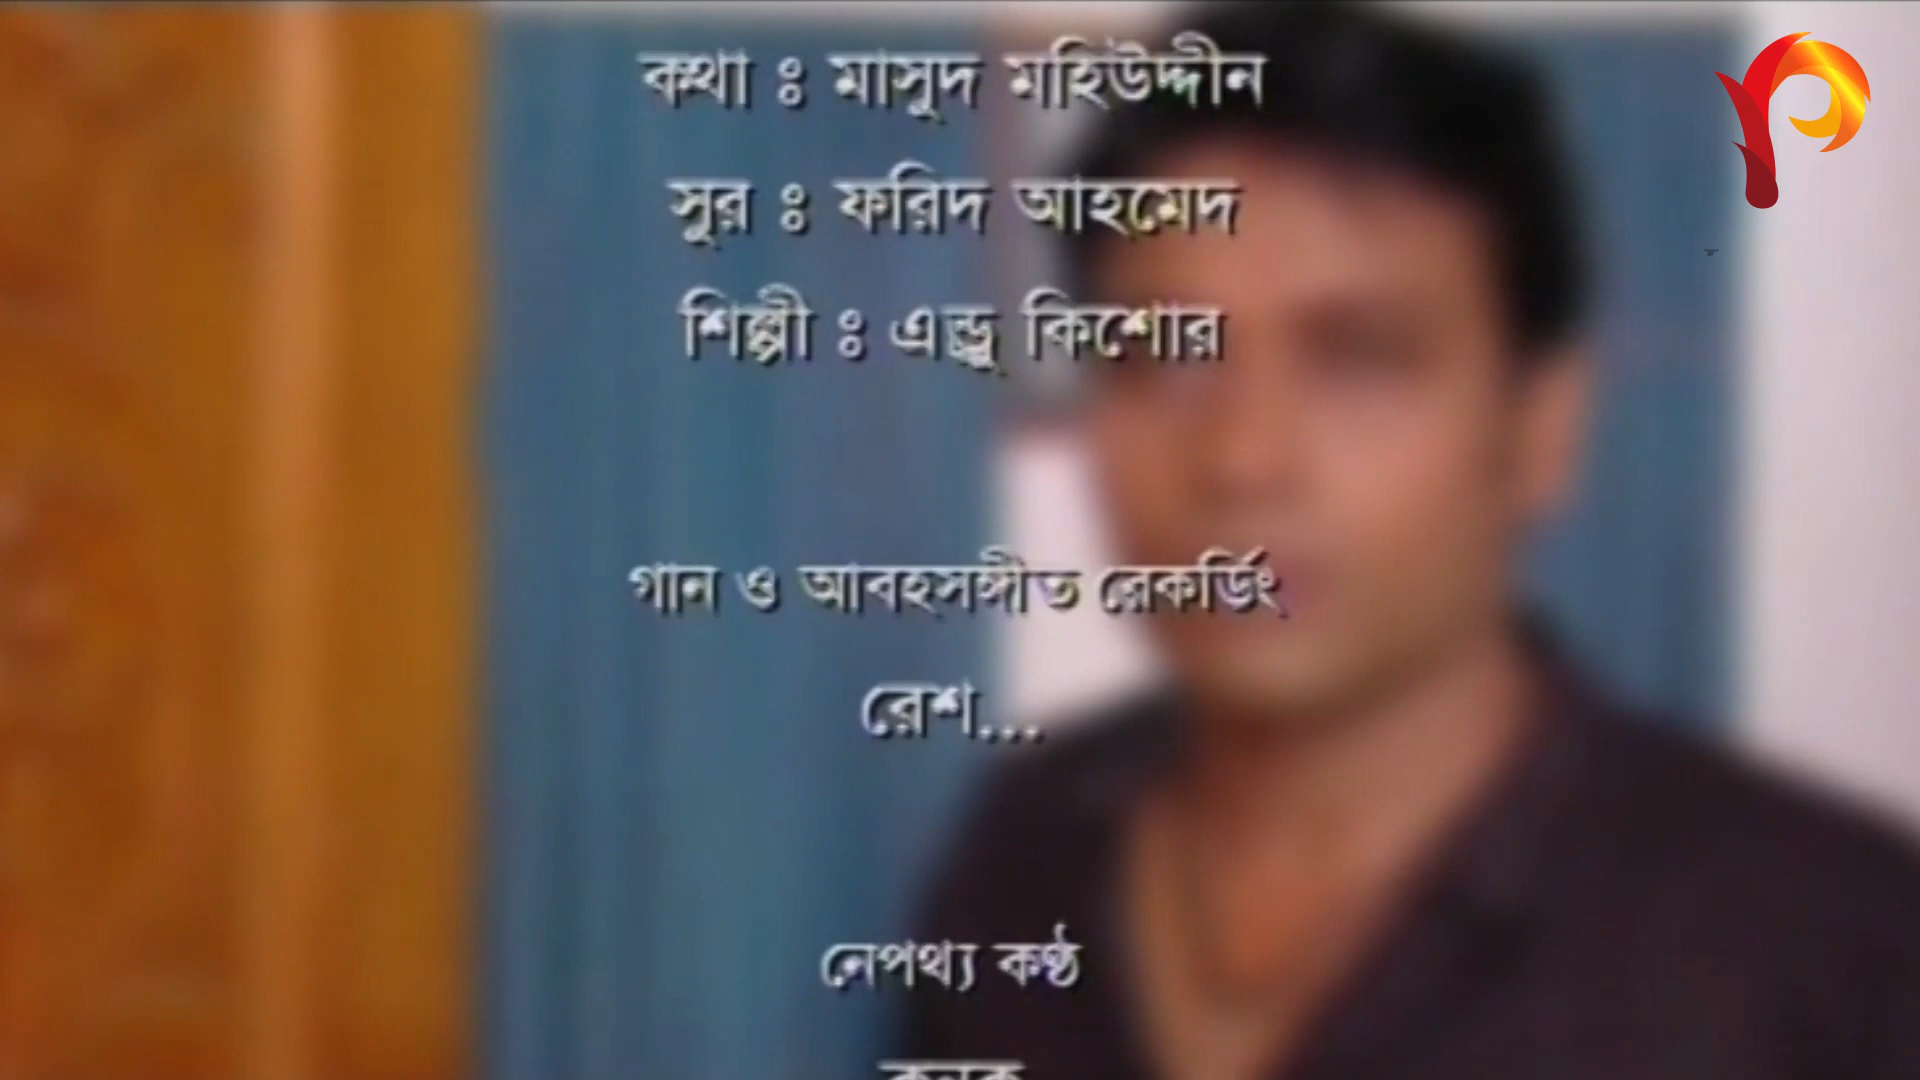 কথা ঃ মাসুদ মহিউদ্দীন
সুর ঃ ফরিদ আহমেদ
শিল্পী ঃ এন্ড্রু কিশোর
গান ও আবহসঙ্গীত রেকর্ডিং
রেশ...
নেপথ্য কণ্ঠ